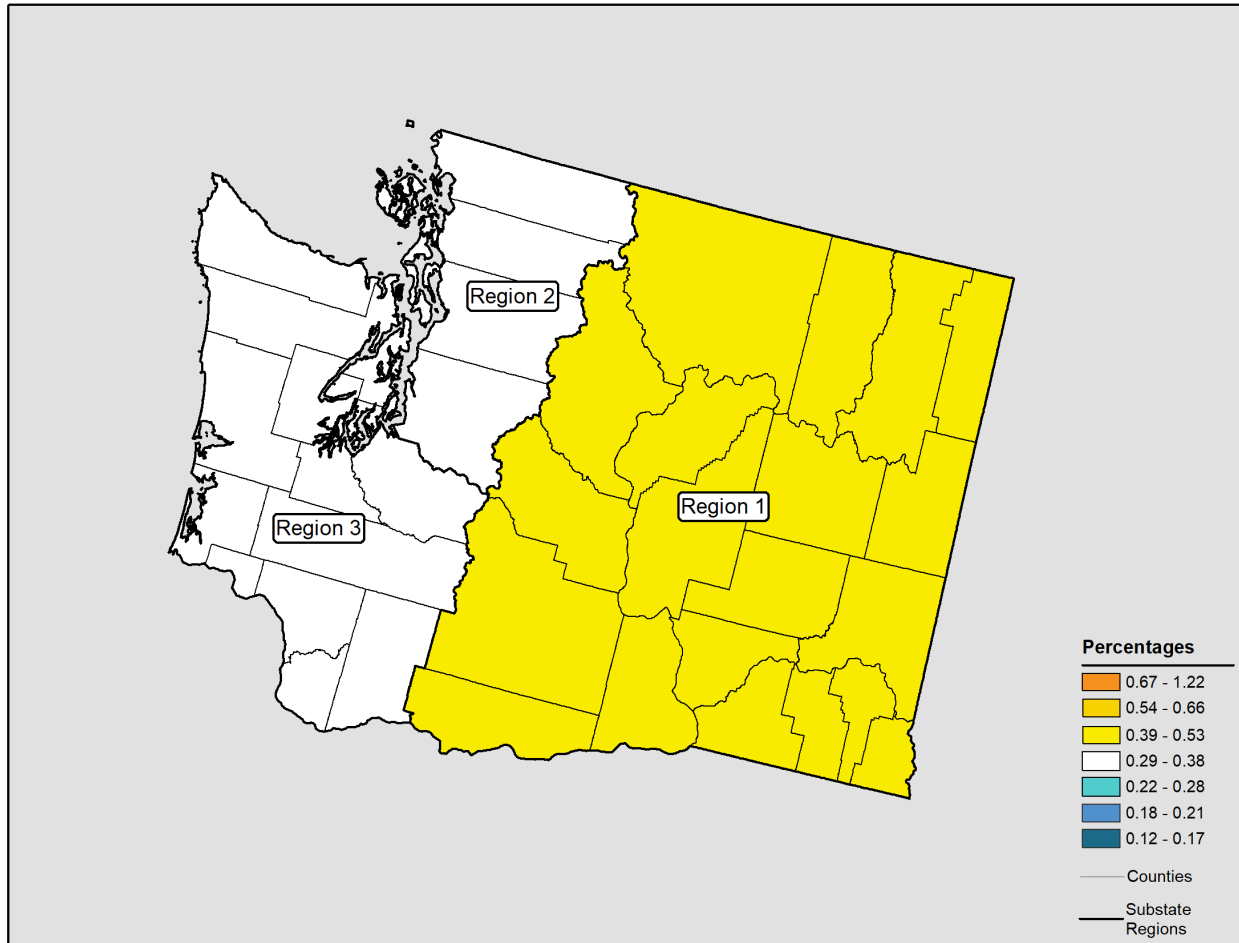 Region 2
Region 1
Region 3
Percentages
0.67 - 1.22
0.54 - 0.66
0.39 - 0.53
0.29 - 0.38
0.22 - 0.28
0.18 - 0.21
0.12 - 0.17
Counties
Substate
Regions